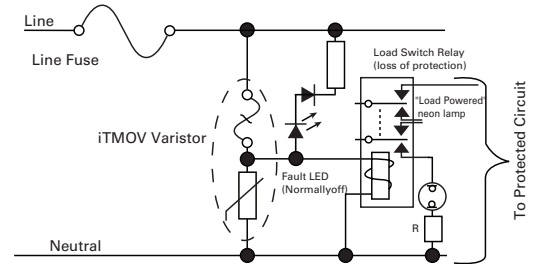 Line
Line Fuse
Load Switch Relay
(loss of protection)
"Load Powered"
neon lamp
iTMOV Varistor
Fault LED
(Normallyoff)
R
Neutral
To Protected Circuit